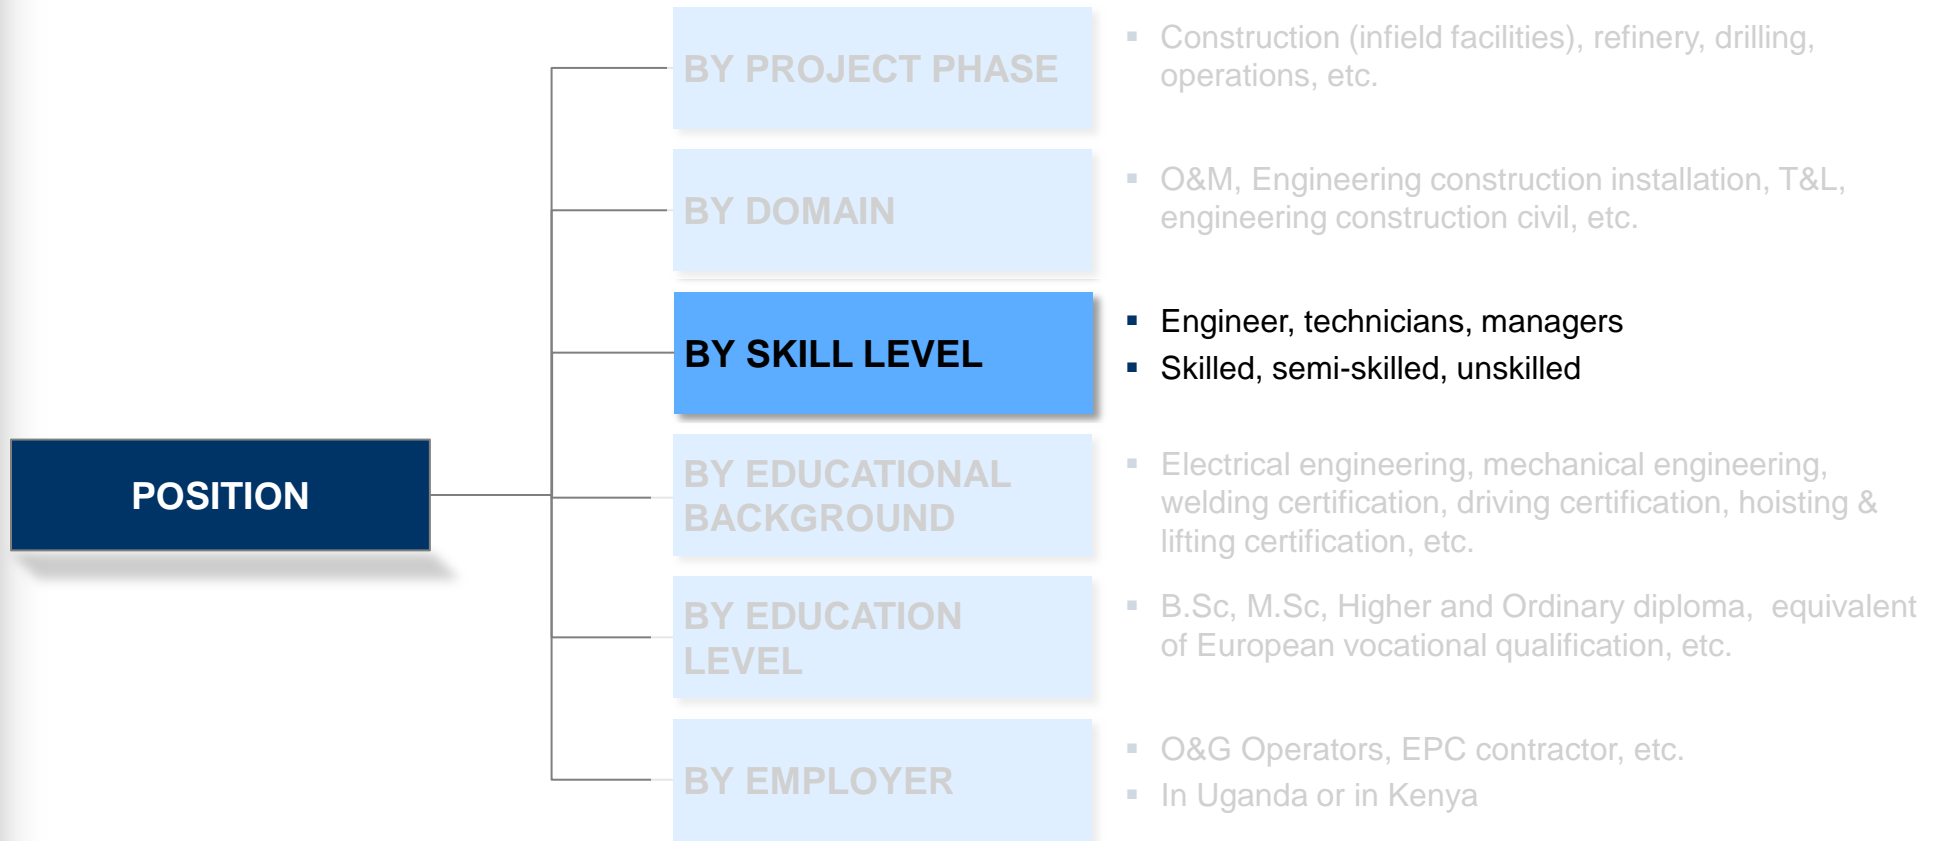 BY PROJECT PHASE
▪ Construction (infield facilities), refinery, drilling,
operations, etc.
BY DOMAIN
▪ O&M, Engineering construction installation, T&L,
engineering construction civil, etc.
BY SKILL LEVEL
▪ Engineer, technicians, managers
▪ Skilled, semi-skilled, unskilled
POSITION
BY EDUCATIONAL
BACKGROUND
▪ Electrical engineering, mechanical engineering,
welding certification, driving certification, hoisting &
lifting certification, etc.
BY EDUCATION
LEVEL
▪ B.Sc, M.Sc, Higher and Ordinary diploma, equivalent
of European vocational qualification, etc.
BY EMPLOYER
▪ O&G Operators, EPC contractor, etc.
▪ In Uganda or in Kenya